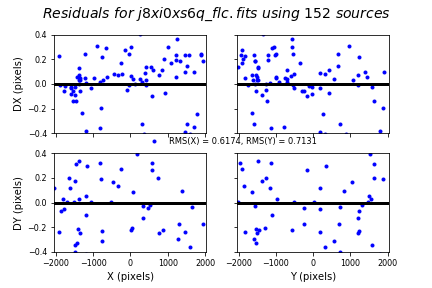 Residuals for j8xi0xs6q_flc.fits using 152 sources
0.4
0.2
0.0
−0.2
−0.4
DX (pixels)
RMS(X) = 0.6174, RMS(Y) = 0.7131
0.4
0.2
0.0
−0.2
−0.4
DY (pixels)
−2000 −1000 0 1000 2000
−2000 −1000 0 1000 2000
X (pixels)
Y (pixels)